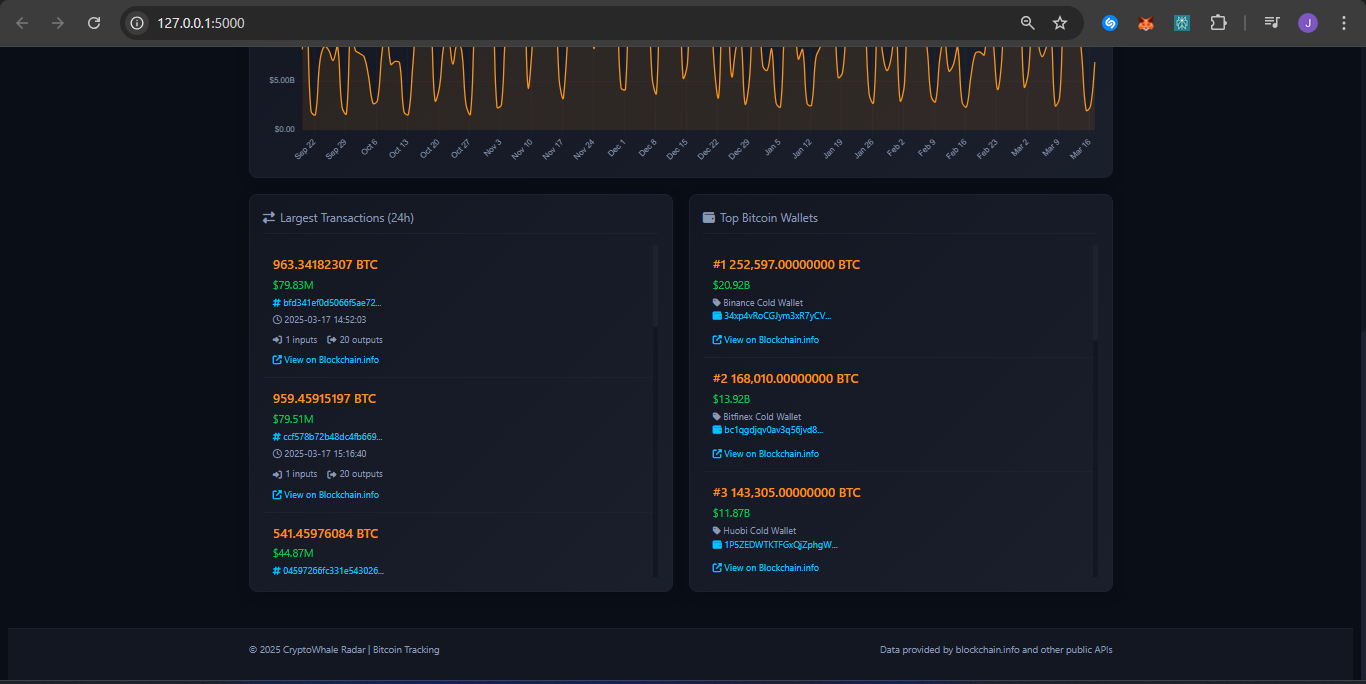 127.0.0.1:5000
J
$5.00B
$0.00
Sep 22 Sep 29 Oct 6 Oct 13 Oct 20 Oct 27 Nov 3 Nov 10 Nov 17 Nov 24 Dec 1 Dec 8 Dec 15 Dec 22 Dec 29 Jan 5 Jan 12 Jan 19 Jan 26 Feb 2 Feb 9 Feb 16 Feb 23 Mar 2 Mar 9 Mar 16
Largest Transactions (24h)
963.34182307 BTC
$79.83M
# bfd341ef0d5066f5ae72...
2025-03-17 14:52:03
1 inputs 20 outputs
View on Blockchain.info
959.45915197 BTC
$79.51M
# ccf578b72b48dc4fb669...
2025-03-17 15:16:40
1 inputs 20 outputs
View on Blockchain.info
541.45976084 BTC
$44.87M
# 04597266fc331e543026...
Top Bitcoin Wallets
#1 252,597.00000000 BTC
$20.92B
Binance Cold Wallet
34xp4vRoCGJym3xR7yCV...
View on Blockchain.info
#2 168,010.00000000 BTC
$13.92B
Bitfinex Cold Wallet
bc1qgdjqv0av3q56jvd8...
View on Blockchain.info
#3 143,305.00000000 BTC
$11.87B
Huobi Cold Wallet
1P5ZEDWTKTFGxQjZphgW...
View on Blockchain.info
© 2025 CryptoWhale Radar | Bitcoin Tracking
Data provided by blockchain.info and other public APIs